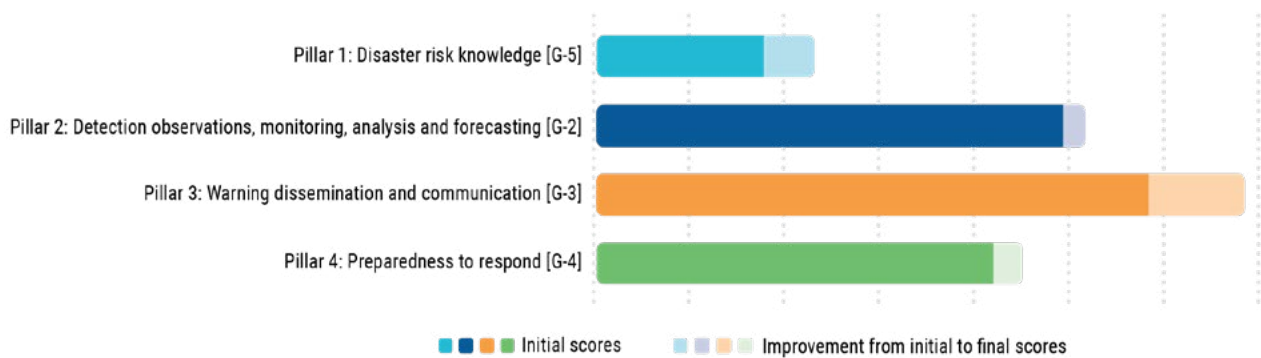 Pillar 1: Disaster risk knowledge [G-5]
Pillar 2: Detection observations, monitoring, analysis and forecasting [G-2]
Pillar 3: Warning dissemination and communication [G-3]
Pillar 4: Preparedness to respond [G-4]
Initial scores
Improvement from initial to final scores